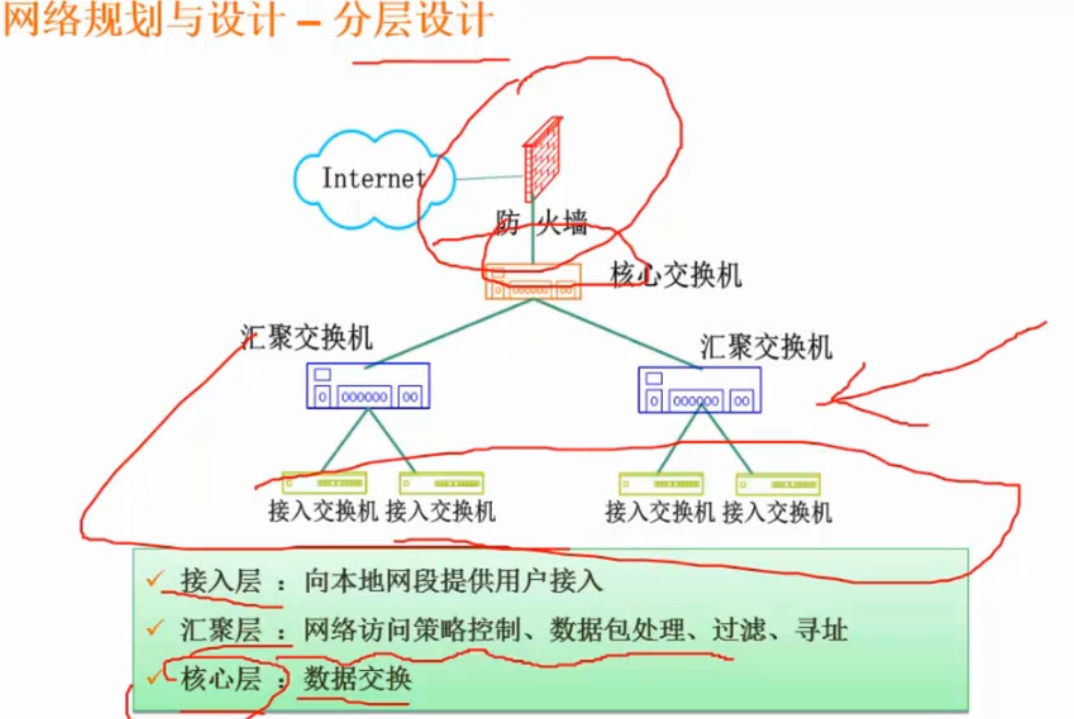 网络规划与设计 – 分层设计
Internet
防 火墙
核心交换机
汇聚交换机
汇聚交换机
接入交换机 接入交换机 接入交换机 接入交换机
✓ 接入层 ：向本地网段提供用户接入
✓ 汇聚层 ：网络访问策略控制、数据包处理、过滤、寻址
✓ 核心层 ：数据交换